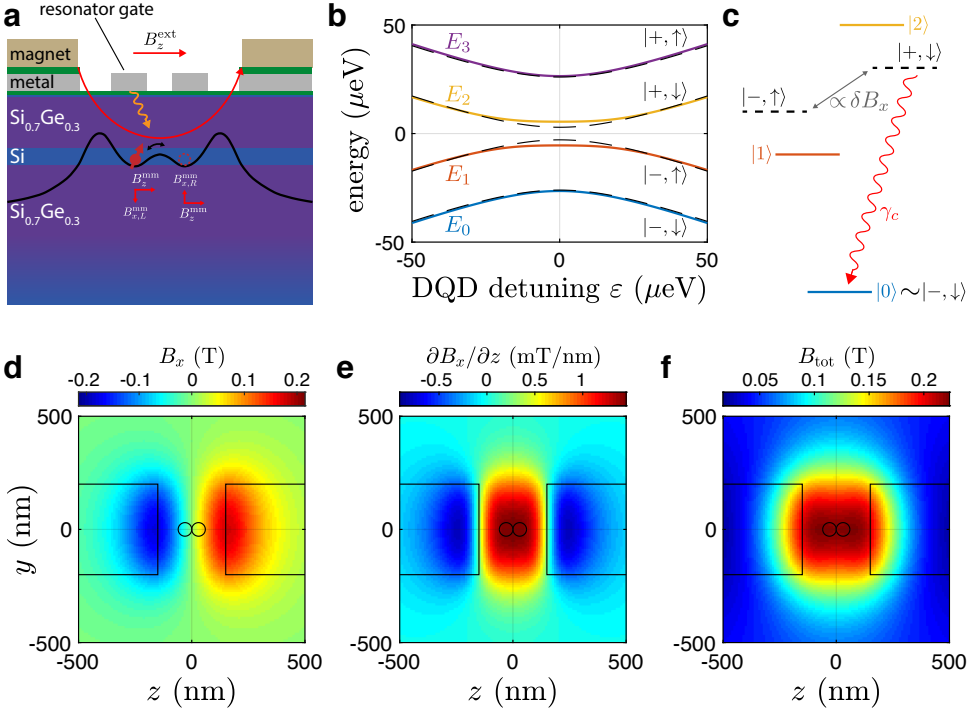 a
resonator gate
B_z^ext
magnet
metal
Si0.7Ge0.3
Si
B_z^mm
B_x,R^mm
B_x,L^mm
B_z^mm
Si0.7Ge0.3
b
energy (μeV)
50
0
-50
E3
|+,↑⟩
E2
|+,↓⟩
E1
|−,↑⟩
E0
|−,↓⟩
-50
0
50
DQD detuning ε (μeV)
c
|2⟩
|+,↓⟩
|−,↑⟩
∝δB_x
|1⟩
γ_c
|0⟩∼|−,↓⟩
d
B_x (T)
-0.2
-0.1
0
0.1
0.2
500
0
-500
y (nm)
-500
0
500
z (nm)
e
∂B_x/∂z (mT/nm)
-0.5
0
0.5
1
500
0
-500
-500
0
500
z (nm)
f
B_tot (T)
0.05
0.1
0.15
0.2
500
0
-500
-500
0
500
z (nm)